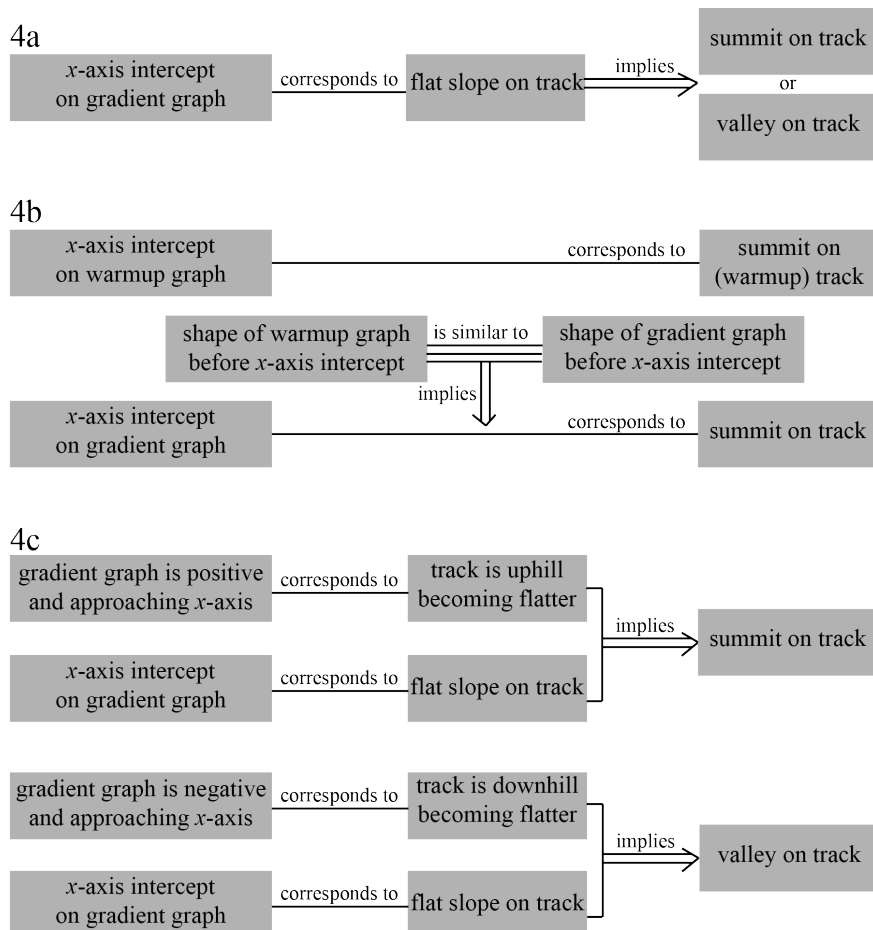 4a
x-axis intercept
on gradient graph
corresponds to
flat slope on track
implies
summit on track
or
valley on track
4b
x-axis intercept
on warmup graph
corresponds to
summit on
(warmup) track
shape of warmup graph
before x-axis intercept
is similar to
shape of gradient graph
before x-axis intercept
implies
x-axis intercept
on gradient graph
corresponds to
summit on track
4c
gradient graph is positive
and approaching x-axis
corresponds to
track is uphill
becoming flatter
implies
summit on track
x-axis intercept
on gradient graph
corresponds to
flat slope on track
gradient graph is negative
and approaching x-axis
corresponds to
track is downhill
becoming flatter
implies
valley on track
x-axis intercept
on gradient graph
corresponds to
flat slope on track